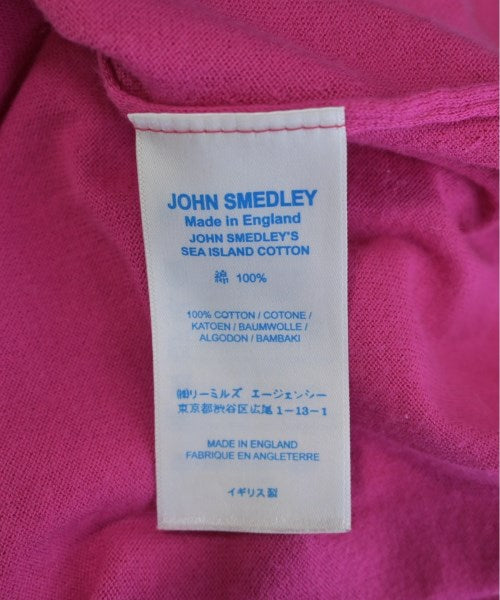 JOHN SMEDLEY
Made in England
JOHN SMEDLEY'S
SEA ISLAND COTTON
綿 100%
100% COTTON / COTONE /
KATOEN / BAUMWOLLE /
ALGODON / BAMBAKI
㈱リーミルズ エージェンシー
東京都渋谷区広尾1-13-1
MADE IN ENGLAND
FABRIQUE EN ANGLETERRE
イギリス製